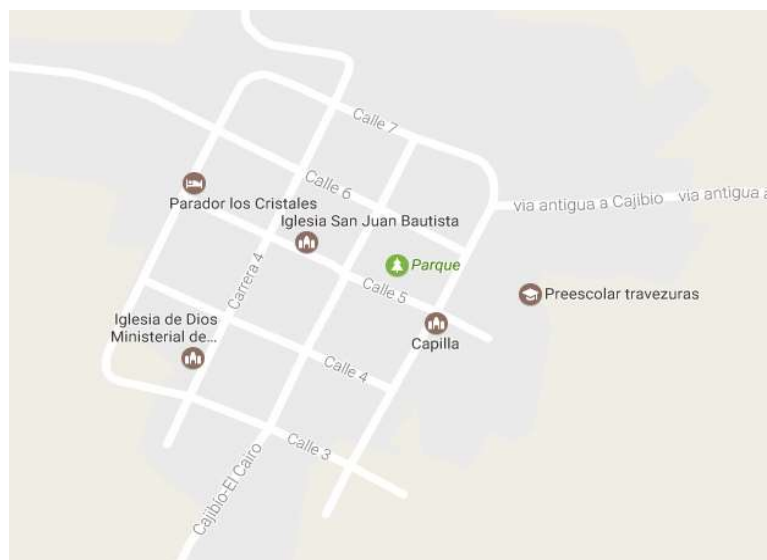 Calle 7
Calle 6
Parador los Cristales
via antigua a Cajibio
via antigua a
Iglesia San Juan Bautista
Parque
Carrera 4
Calle 5
Preescolar travezuras
Iglesia de Dios
Ministerial de...
Capilla
Calle 4
Calle 3
Cajibío-El Cairo